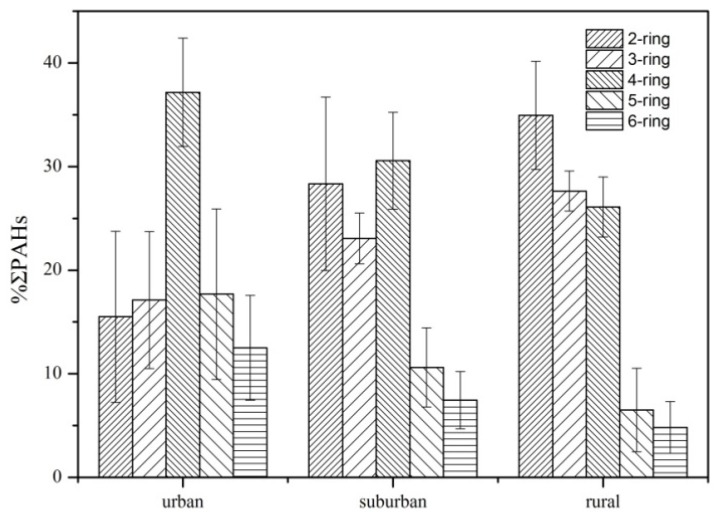 %ΣPAHs
40
30
20
10
0
2-ring
3-ring
4-ring
5-ring
6-ring
urban suburban rural